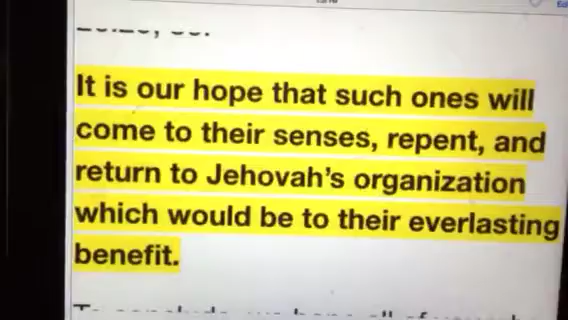 It is our hope that such ones will
come to their senses, repent, and
return to Jehovah's organization
which would be to their everlasting
benefit.